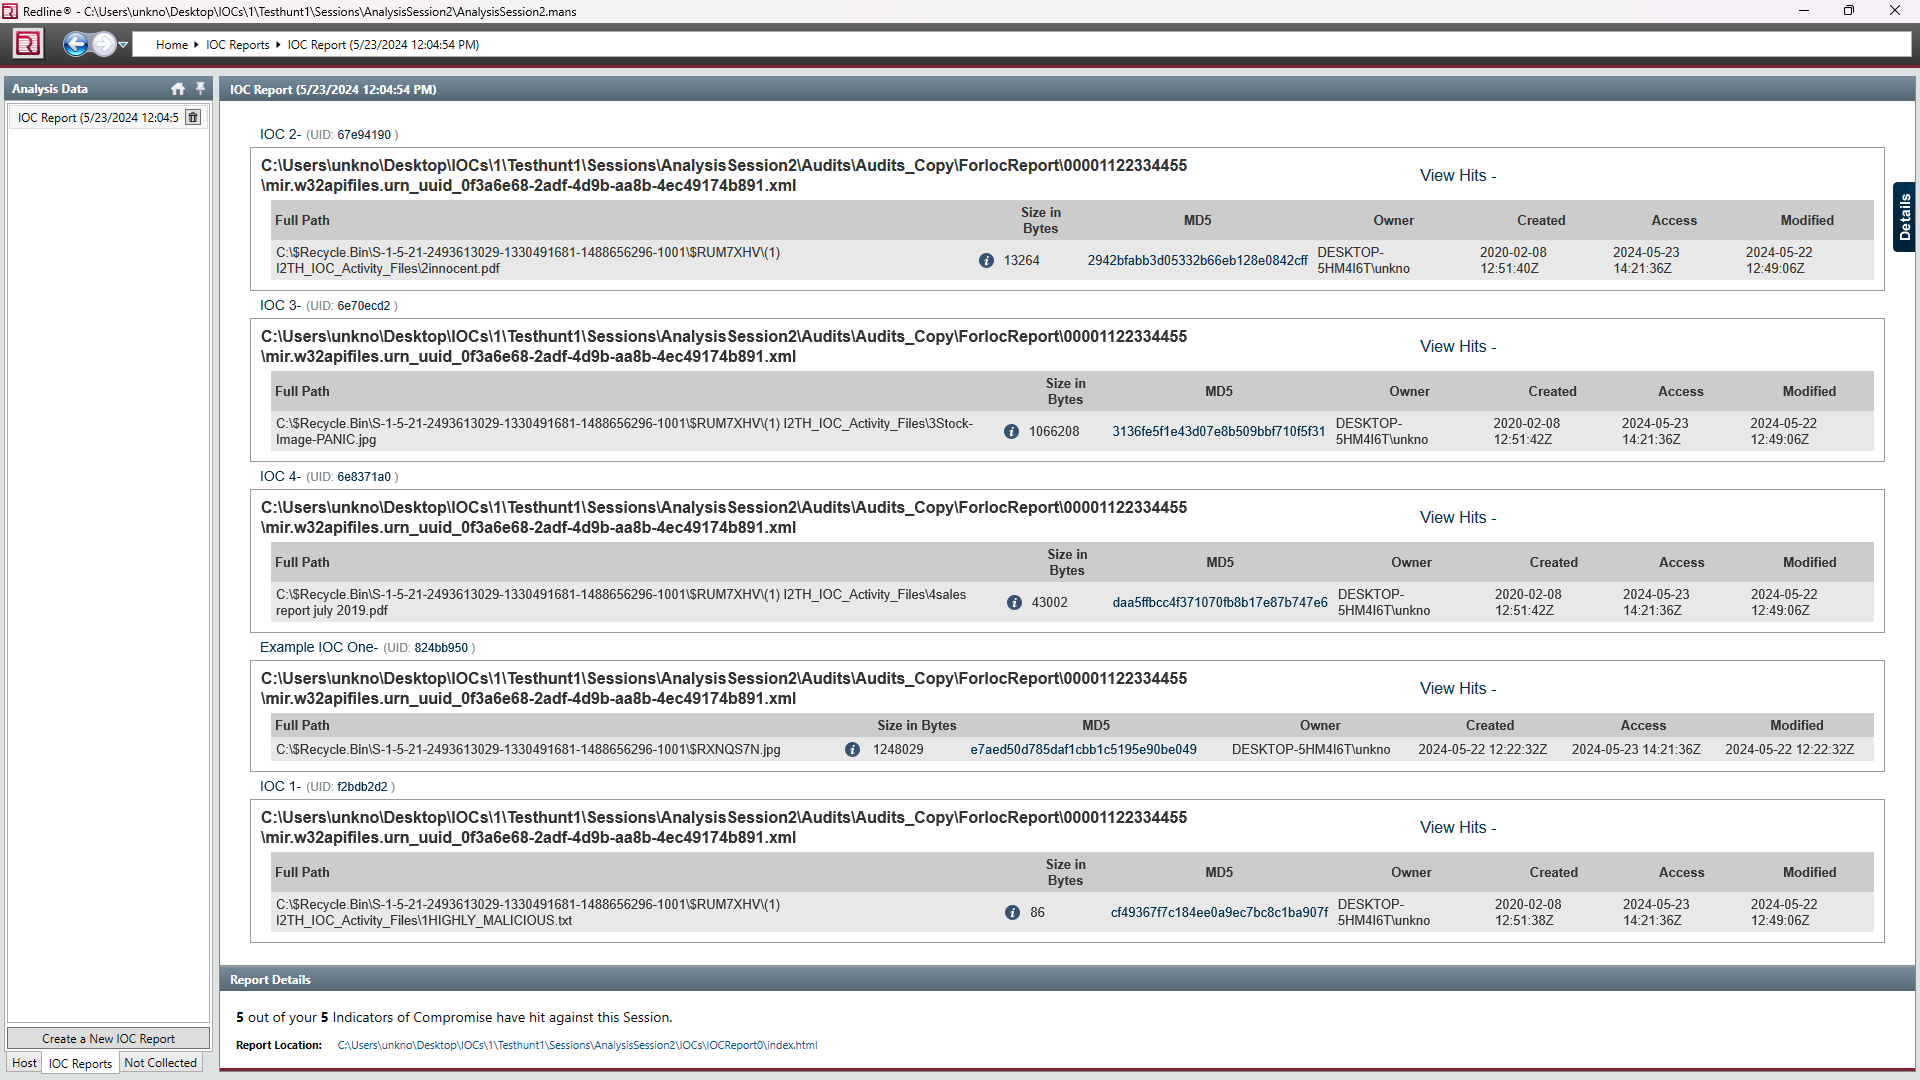 Redline® - C:\Users\unkno\Desktop\IOCs\1\Testhunt1\Sessions\AnalysisSession2\AnalysisSession2.mans
Home IOC Reports IOC Report (5/23/2024 12:04:54 PM)
Analysis Data
IOC Report (5/23/2024 12:04:5
IOC Report (5/23/2024 12:04:54 PM)
IOC 2- (UID: 67e94190 )
C:\Users\unkno\Desktop\IOCs\1\Testhunt1\Sessions\AnalysisSession2\Audits\Audits_Copy\ForIocReport\00001122334455
\mir.w32apifiles.urn_uuid_0f3a6e68-2adf-4d9b-aa8b-4ec49174b891.xml
View Hits -
Full Path Size in Bytes MD5 Owner Created Access Modified
C:\$Recycle.Bin\S-1-5-21-2493613029-1330491681-1488656296-1001\$RUM7XHV\(1)
I2TH_IOC_Activity_Files\2innocent.pdf
13264 2942bfabb3d05332b66eb128e0842cff DESKTOP-5HM4I6T\unkno 2020-02-08 12:51:40Z 2024-05-23 14:21:36Z 2024-05-22 12:49:06Z
Details
IOC 3- (UID: 6e70ecd2 )
C:\Users\unkno\Desktop\IOCs\1\Testhunt1\Sessions\AnalysisSession2\Audits\Audits_Copy\ForIocReport\00001122334455
\mir.w32apifiles.urn_uuid_0f3a6e68-2adf-4d9b-aa8b-4ec49174b891.xml
View Hits -
Full Path Size in Bytes MD5 Owner Created Access Modified
C:\$Recycle.Bin\S-1-5-21-2493613029-1330491681-1488656296-1001\$RUM7XHV\(1) I2TH_IOC_Activity_Files\3Stock-
Image-PANIC.jpg
1066208 3136fe5f1e43d07e8b509bbf710f5f31 DESKTOP-5HM4I6T\unkno 2020-02-08 12:51:42Z 2024-05-23 14:21:36Z 2024-05-22 12:49:06Z
IOC 4- (UID: 6e8371a0 )
C:\Users\unkno\Desktop\IOCs\1\Testhunt1\Sessions\AnalysisSession2\Audits\Audits_Copy\ForIocReport\00001122334455
\mir.w32apifiles.urn_uuid_0f3a6e68-2adf-4d9b-aa8b-4ec49174b891.xml
View Hits -
Full Path Size in Bytes MD5 Owner Created Access Modified
C:\$Recycle.Bin\S-1-5-21-2493613029-1330491681-1488656296-1001\$RUM7XHV\(1) I2TH_IOC_Activity_Files\4sales
report july 2019.pdf
43002 daa5ffbcc4f371070fb8b17e87b747e6 DESKTOP-5HM4I6T\unkno 2020-02-08 12:51:42Z 2024-05-23 14:21:36Z 2024-05-22 12:49:06Z
Example IOC One- (UID: 824bb950 )
C:\Users\unkno\Desktop\IOCs\1\Testhunt1\Sessions\AnalysisSession2\Audits\Audits_Copy\ForIocReport\00001122334455
\mir.w32apifiles.urn_uuid_0f3a6e68-2adf-4d9b-aa8b-4ec49174b891.xml
View Hits -
Full Path Size in Bytes MD5 Owner Created Access Modified
C:\$Recycle.Bin\S-1-5-21-2493613029-1330491681-1488656296-1001\$RXNQS7N.jpg 1248029 e7aed50d785daf1cbb1c5195e90be049 DESKTOP-5HM4I6T\unkno 2024-05-22 12:22:32Z 2024-05-23 14:21:36Z 2024-05-22 12:22:32Z
IOC 1- (UID: f2bdb2d2 )
C:\Users\unkno\Desktop\IOCs\1\Testhunt1\Sessions\AnalysisSession2\Audits\Audits_Copy\ForIocReport\00001122334455
\mir.w32apifiles.urn_uuid_0f3a6e68-2adf-4d9b-aa8b-4ec49174b891.xml
View Hits -
Full Path Size in Bytes MD5 Owner Created Access Modified
C:\$Recycle.Bin\S-1-5-21-2493613029-1330491681-1488656296-1001\$RUM7XHV\(1)
I2TH_IOC_Activity_Files\1HIGHLY_MALICIOUS.txt
86 cf49367f7c184ee0a9ec7bc8c1ba907f DESKTOP-5HM4I6T\unkno 2020-02-08 12:51:38Z 2024-05-23 14:21:36Z 2024-05-22 12:49:06Z
Report Details
5 out of your 5 Indicators of Compromise have hit against this Session.
Report Location: C:\Users\unkno\Desktop\IOCs\1\Testhunt1\Sessions\AnalysisSession2\IOCs\IOCReport0\index.html
Create a New IOC Report
Host IOC Reports Not Collected